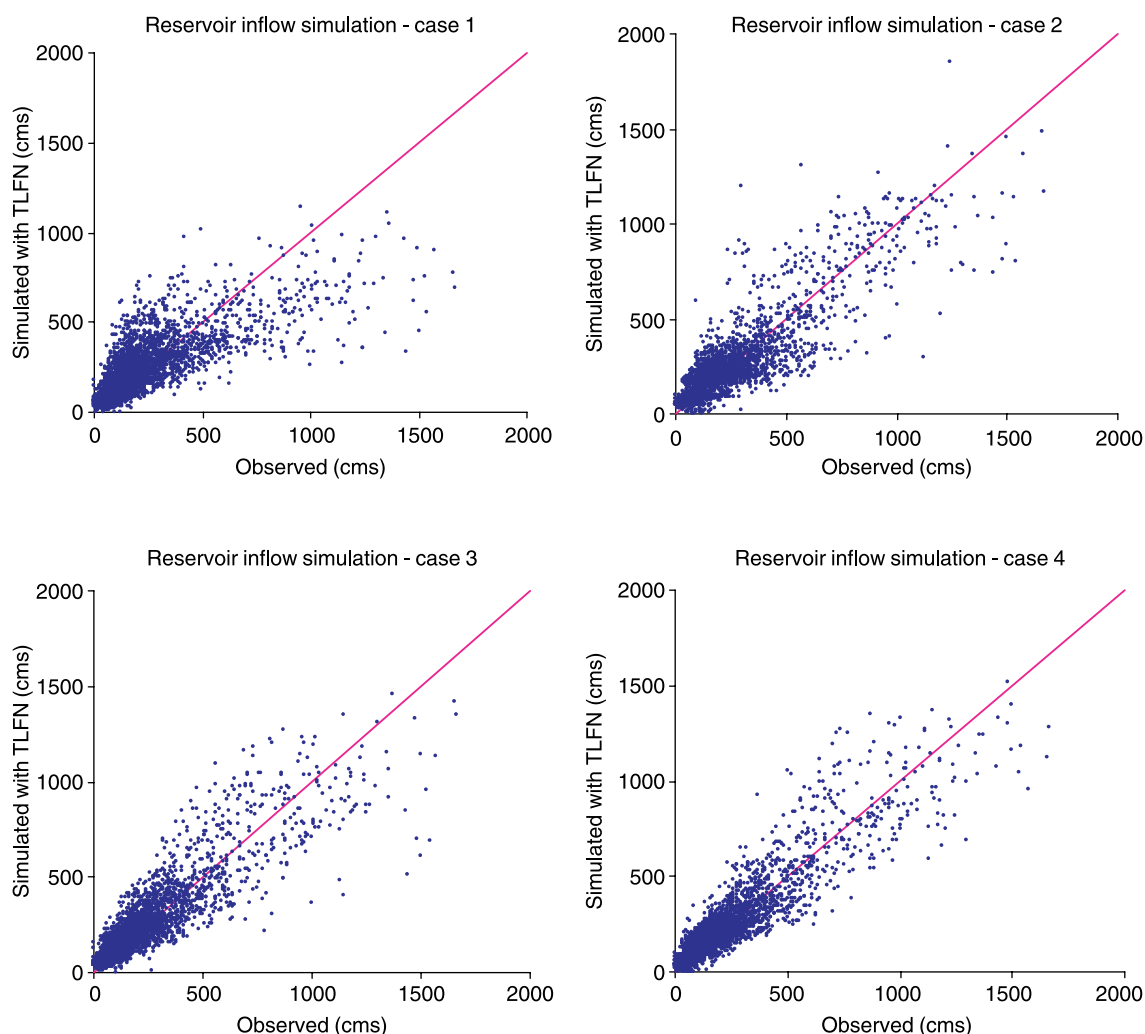 Reservoir inflow simulation - case 1
2000
1500
1000
500
0
Simulated with TLFN (cms)
0 500 1000 1500 2000
Observed (cms)
Reservoir inflow simulation - case 2
2000
1500
1000
500
0
Simulated with TLFN (cms)
0 500 1000 1500 2000
Observed (cms)
Reservoir inflow simulation - case 3
2000
1500
1000
500
0
Simulated with TLFN (cms)
0 500 1000 1500 2000
Observed (cms)
Reservoir inflow simulation - case 4
2000
1500
1000
500
0
Simulated with TLFN (cms)
0 500 1000 1500 2000
Observed (cms)